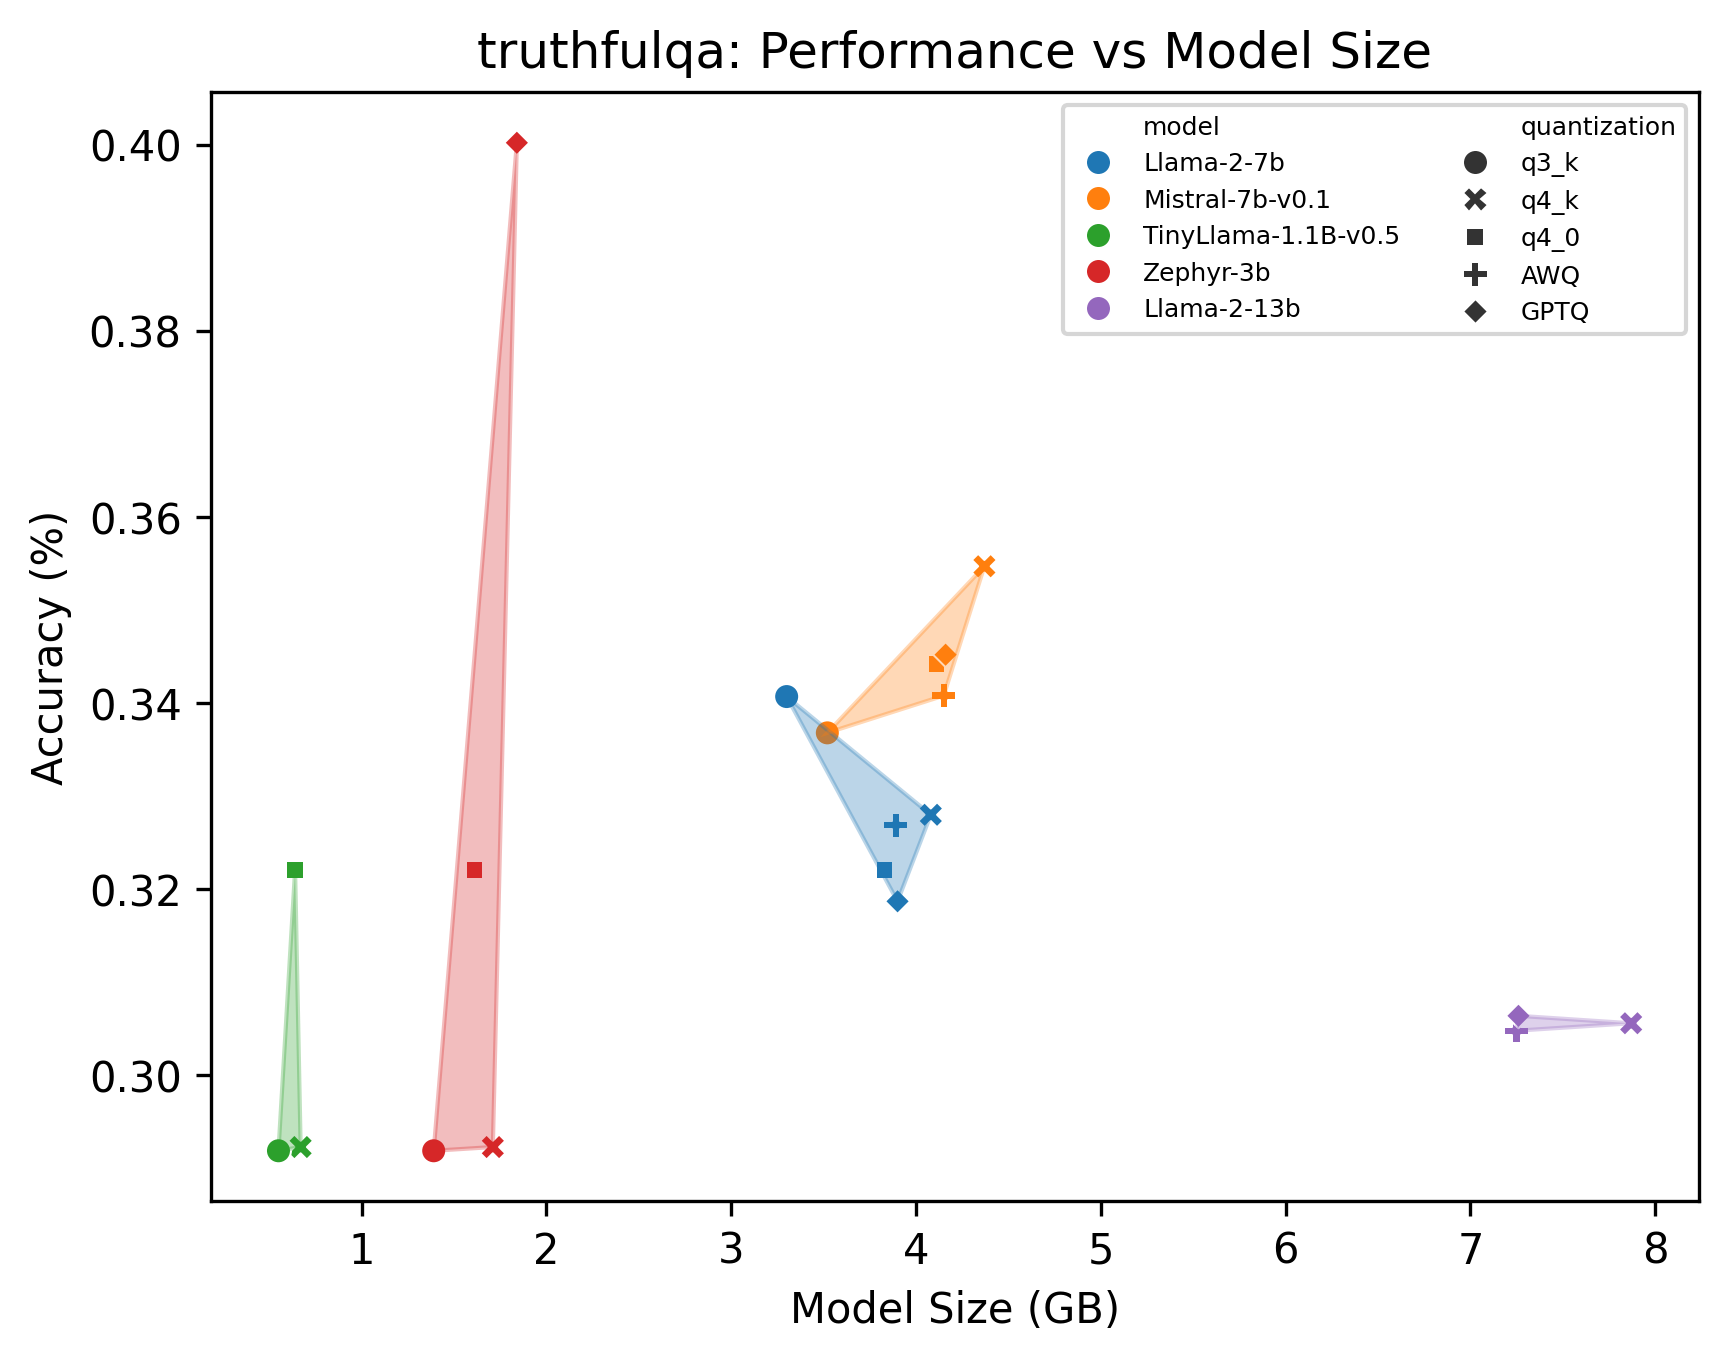 truthfulqa: Performance vs Model Size
model
Llama-2-7b
Mistral-7b-v0.1
TinyLlama-1.1B-v0.5
Zephyr-3b
Llama-2-13b
quantization
q3_k
q4_k
q4_0
AWQ
GPTQ
Accuracy (%)
0.40
0.38
0.36
0.34
0.32
0.30
1 2 3 4 5 6 7 8
Model Size (GB)